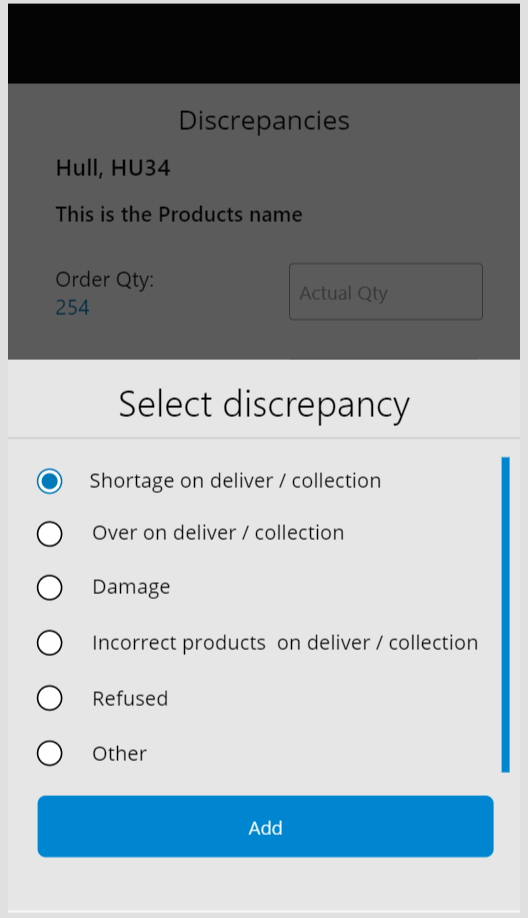 Discrepancies
Hull, HU34
This is the Products name
Order Qty:
254
Actual Qty
Select discrepancy
Shortage on deliver / collection
Over on deliver / collection
Damage
Incorrect products  on deliver / collection
Refused
Other
Add